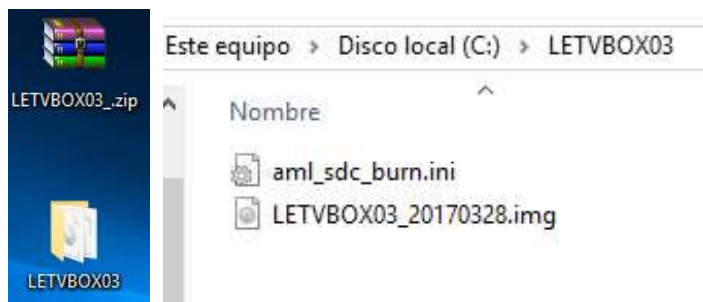 LETVBOX03_.zip
LETVBOX03
Este equipo > Disco local (C:) > LETVBOX03
Nombre
aml_sdc_burn.ini
LETVBOX03_20170328.img